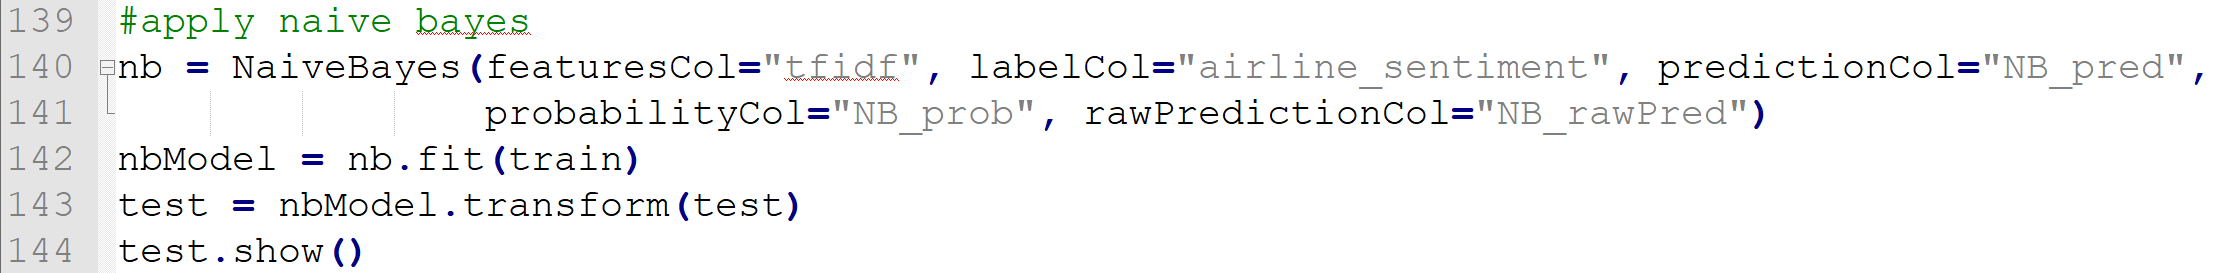 139 #apply naive bayes
140 nb = NaiveBayes(featuresCol="tfidf", labelCol="airline_sentiment", predictionCol="NB_pred",
141                 probabilityCol="NB_prob", rawPredictionCol="NB_rawPred")
142 nbModel = nb.fit(train)
143 test = nbModel.transform(test)
144 test.show()